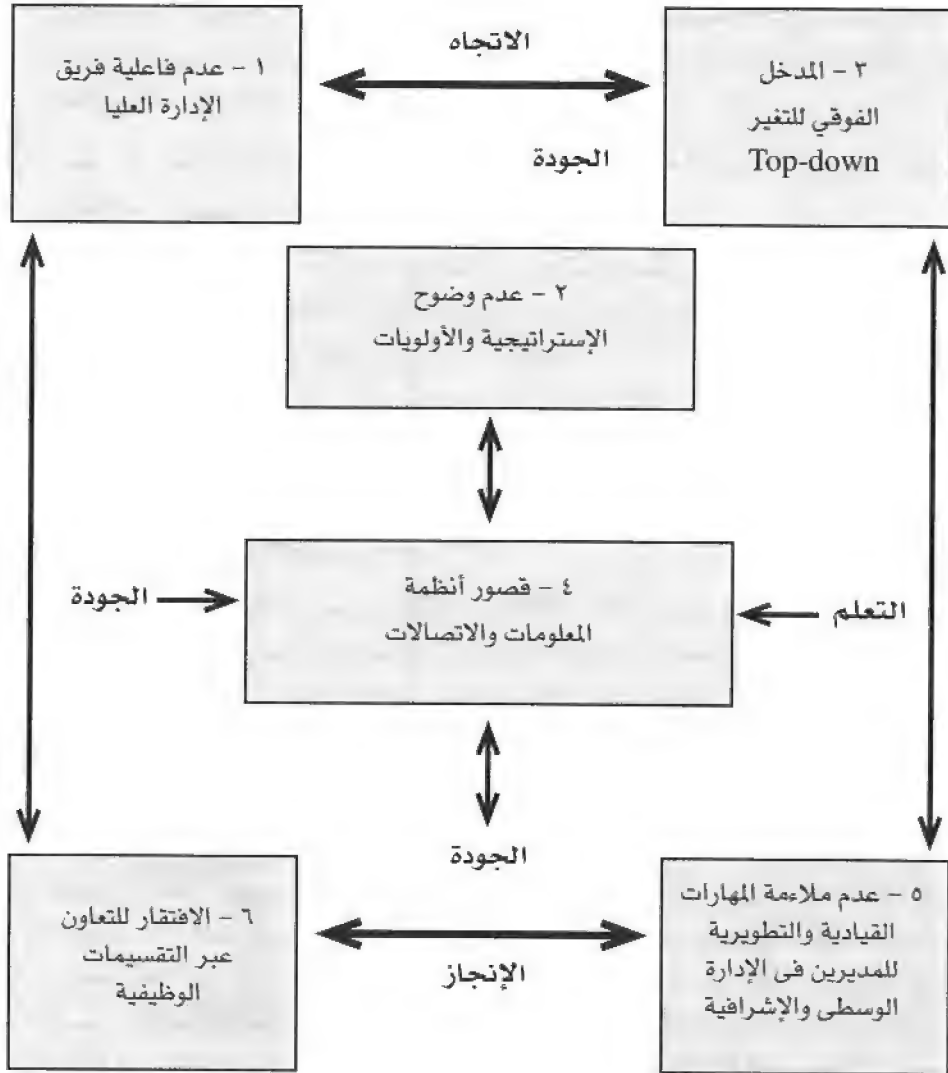 الاتجاه
٣ - المدخل
الفوقي للتغير
Top-down
١ - عدم فاعلية فريق
الإدارة العليا
الجودة
٢ - عدم وضوح
الإستراتيجية والأولويات
٤ - قصور أنظمة
المعلومات والاتصالات
التعلم
الجودة
الجودة
٥ - عدم ملاءمة المهارات
القيادية والتطويرية
للمديرين فى الإدارة
الوسطى والإشرافية
الإنجاز
٦ - الافتقار للتعاون
عبر التقسيمات
الوظيفية